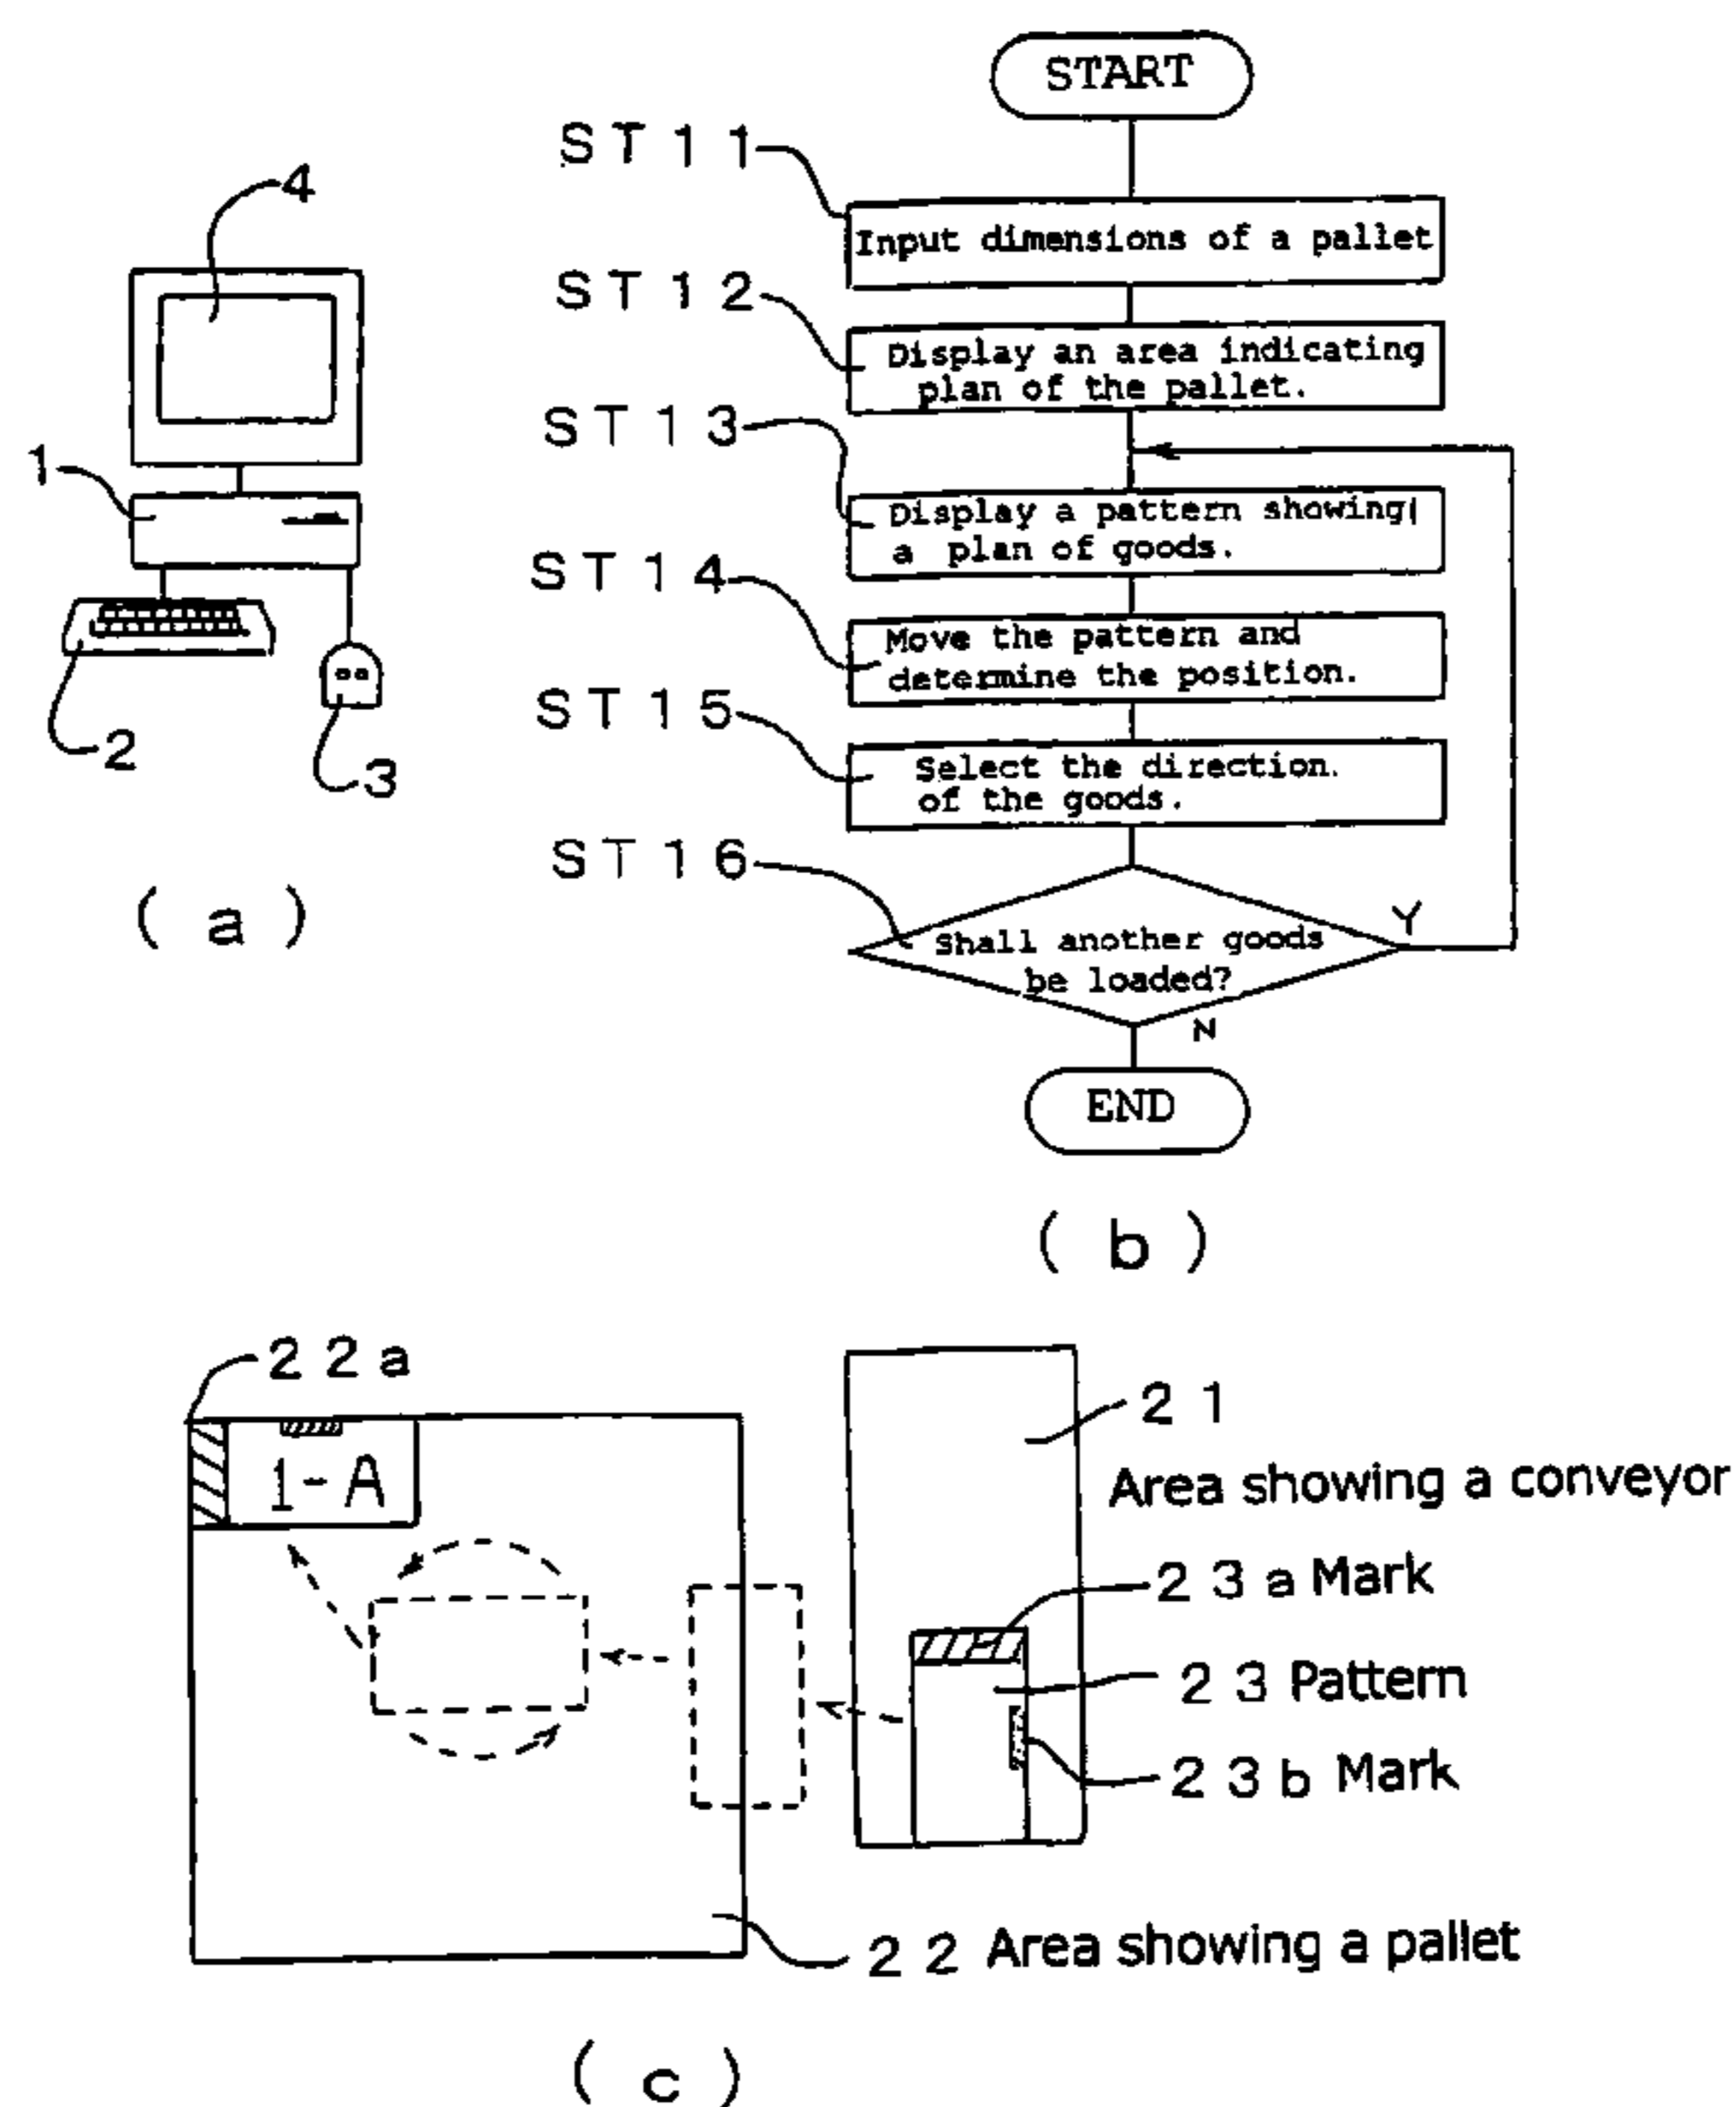 4
1
2
3
( a )
START
ST11
Input dimensions of a pallet
ST12
Display an area indicating
plan of the pallet.
ST13
Display a pattern showing
a plan of goods.
ST14
Move the pattern and
determine the position.
ST15
Select the direction.
of the goods.
ST16
Shall another goods
be loaded?
Y
N
END
( b )
22a
1-A
21
Area showing a conveyor
23a Mark
23 Pattern
23b Mark
22 Area showing a pallet
( c )